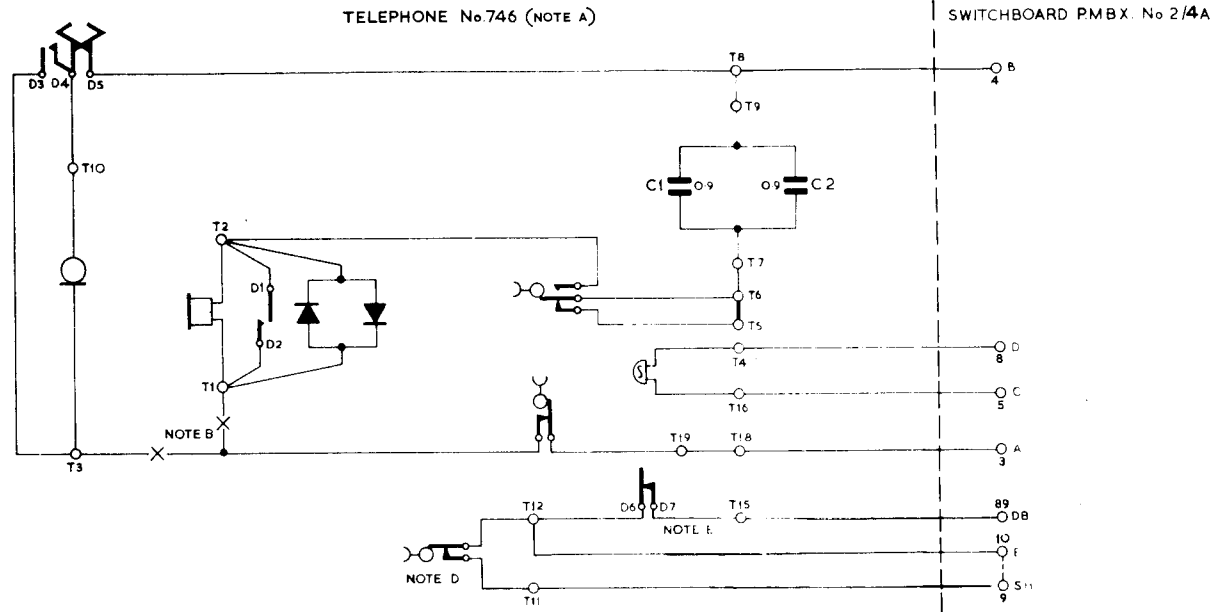 TELEPHONE No.746 (NOTE A)
SWITCHBOARD P.M.B.X. No 2/4A
D3 D4 D5
T8
B
4
T9
T10
C1 0.9
0.9 C2
T2
T7
D1
T6
T5
D2
D
8
T4
T1
C
5
T16
NOTE B
T3
T19 T18
A
3
T12
D6 D7
T15
89
DB
NOTE E
10
E
NOTE D
T11
9